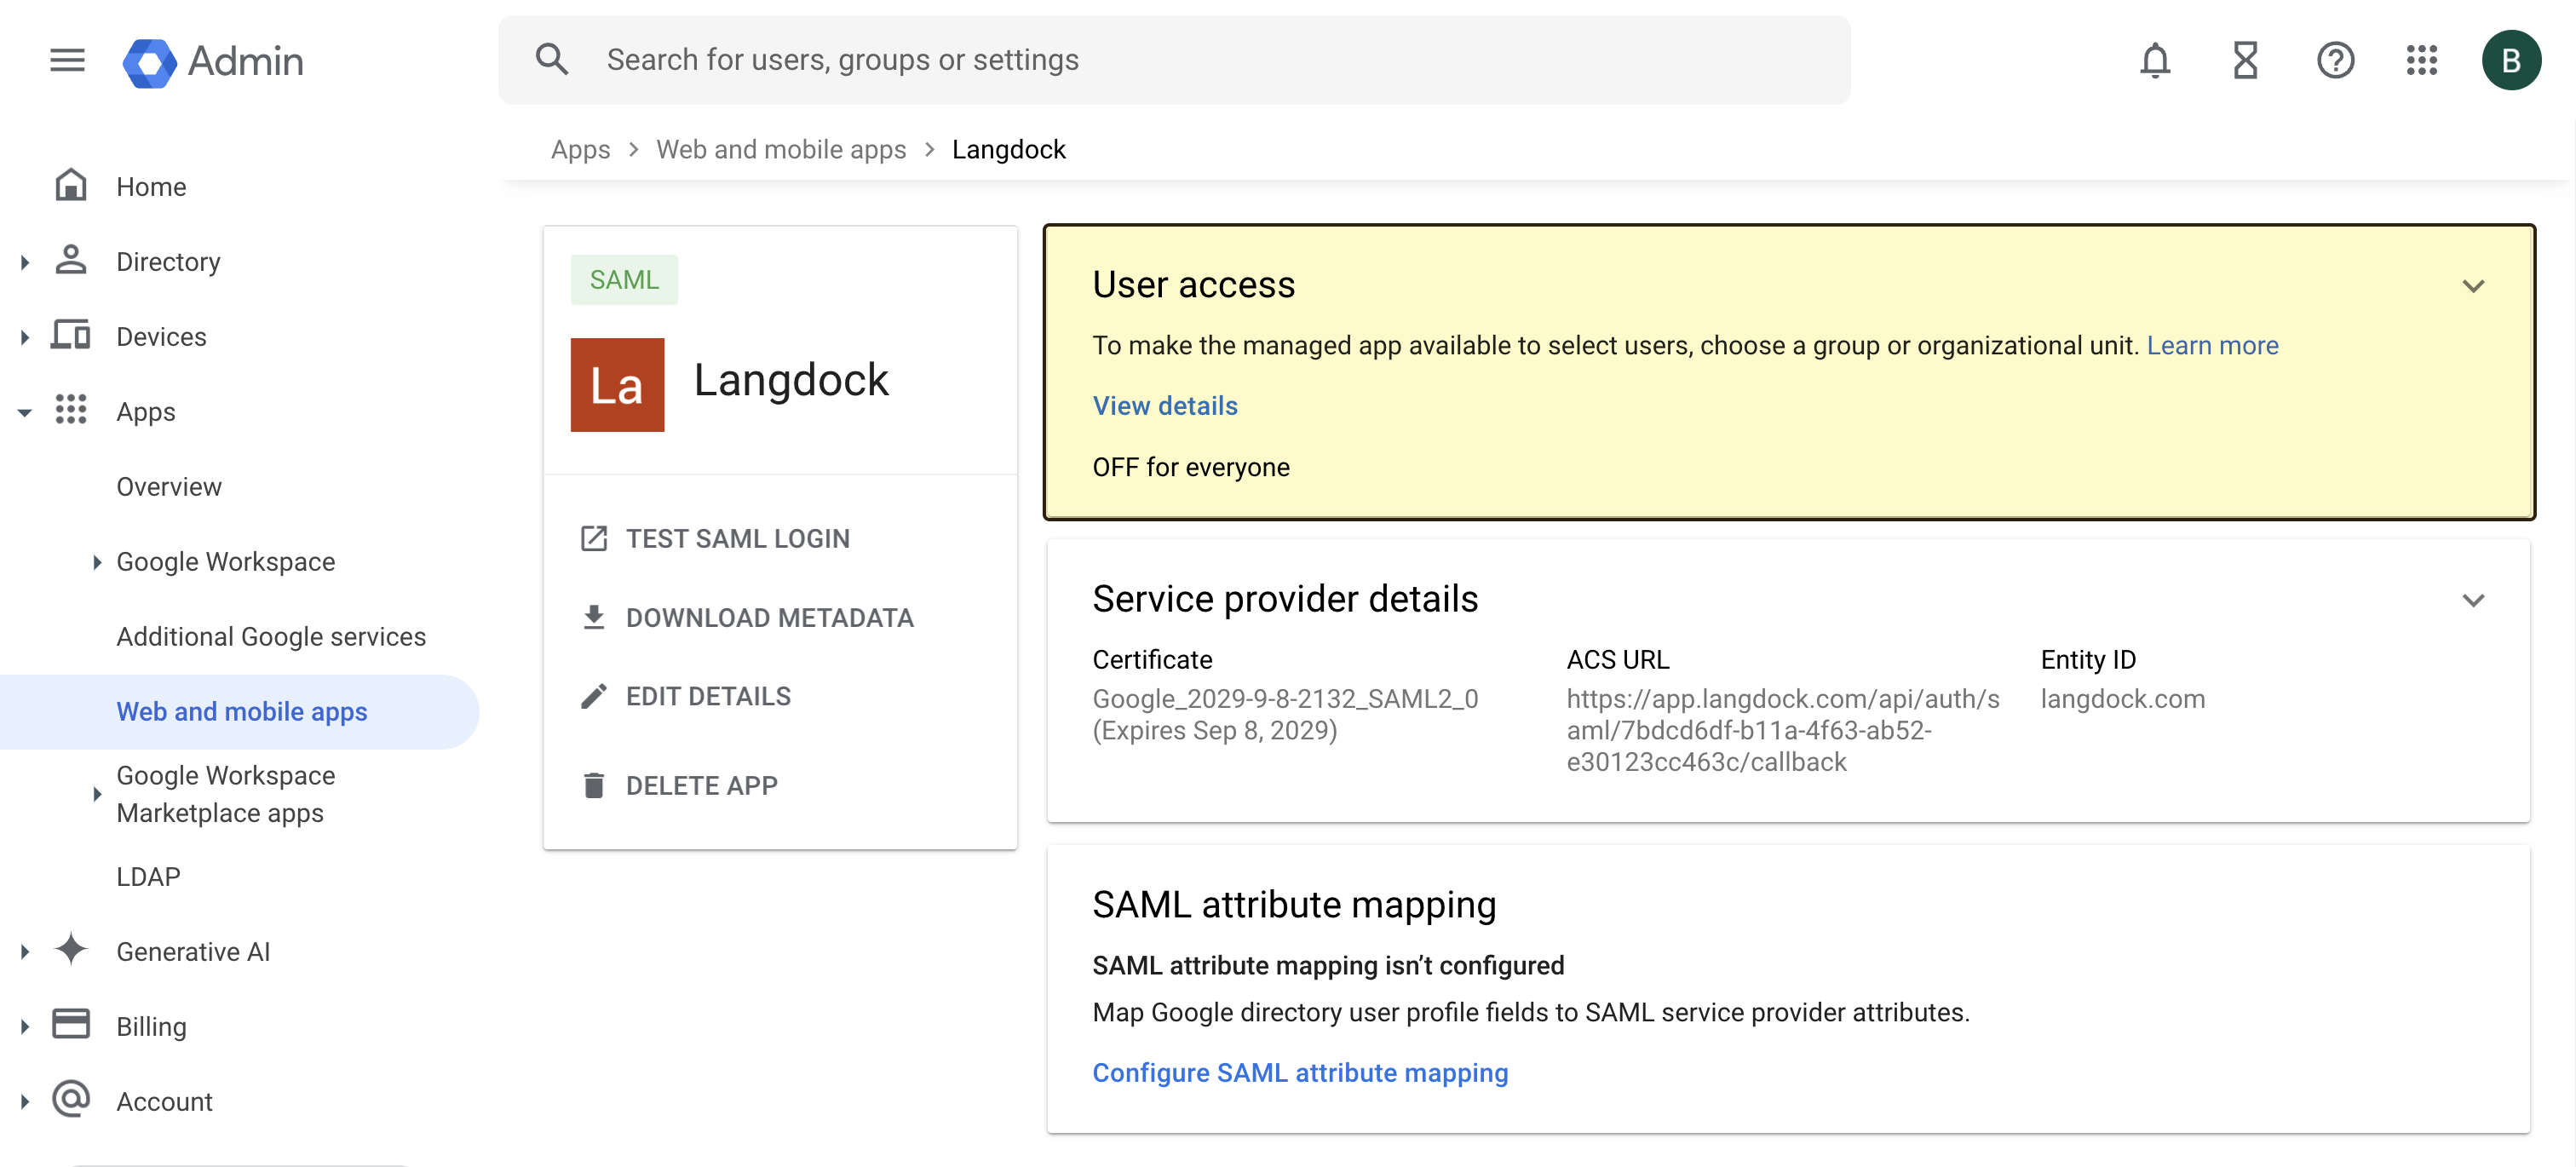 Admin
Search for users, groups or settings
B
Apps > Web and mobile apps > Langdock
Home
Directory
Devices
Apps
Overview
Google Workspace
Additional Google services
Web and mobile apps
Google Workspace
Marketplace apps
LDAP
Generative AI
Billing
Account
SAML
La
Langdock
TEST SAML LOGIN
DOWNLOAD METADATA
EDIT DETAILS
DELETE APP
User access
To make the managed app available to select users, choose a group or organizational unit. Learn more
View details
OFF for everyone
Service provider details
Certificate
Google_2029-9-8-2132_SAML2_0
(Expires Sep 8, 2029)
ACS URL
https://app.langdock.com/api/auth/s
aml/7bdcd6df-b11a-4f63-ab52-
e30123cc463c/callback
Entity ID
langdock.com
SAML attribute mapping
SAML attribute mapping isn’t configured
Map Google directory user profile fields to SAML service provider attributes.
Configure SAML attribute mapping